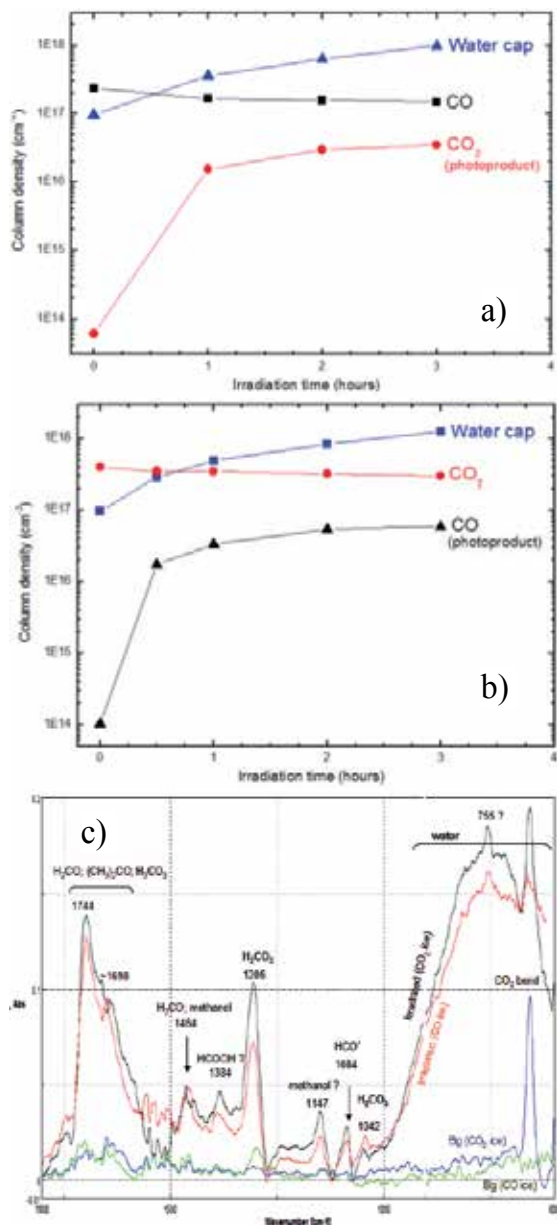 1E18
1E17
1E16
1E15
1E14
Column density (cm⁻²)
Water cap
CO
CO₂
(photoproduct)
a)
0 1 2 3 4
Irradiation time (hours)
1E18
1E17
1E16
1E15
1E14
Column density (cm⁻²)
Water cap
CO₂
CO
(photoproduct)
b)
0 1 2 3 4
Irradiation time (hours)
c)
H₂CO; (CH₃)₂CO; H₂CO₃
1744
~1698
H₂CO; methanol
1494
HCOOH ?
1384
H₂CO₃
1306
methanol ?
1147
HCO⁺
1084
H₂CO₃
1042
water
755 ?
Irradiated (CO₂ ice)
Irradiated (CO ice)
CO₂ bend
Bg (CO₂ ice)
Bg (CO ice)